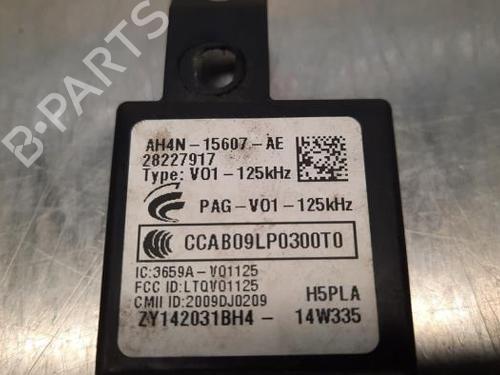 B-PARTS
AH4N-15607-AE
28227917
Type: V01-125kHz
PAG-V01-125kHz
CCAB09LP0300T0
IC:3659A-V01125
FCC ID:LTQV01125
CMII ID:2009DJ0209
H5PLA
ZY142031BH4- 14W335